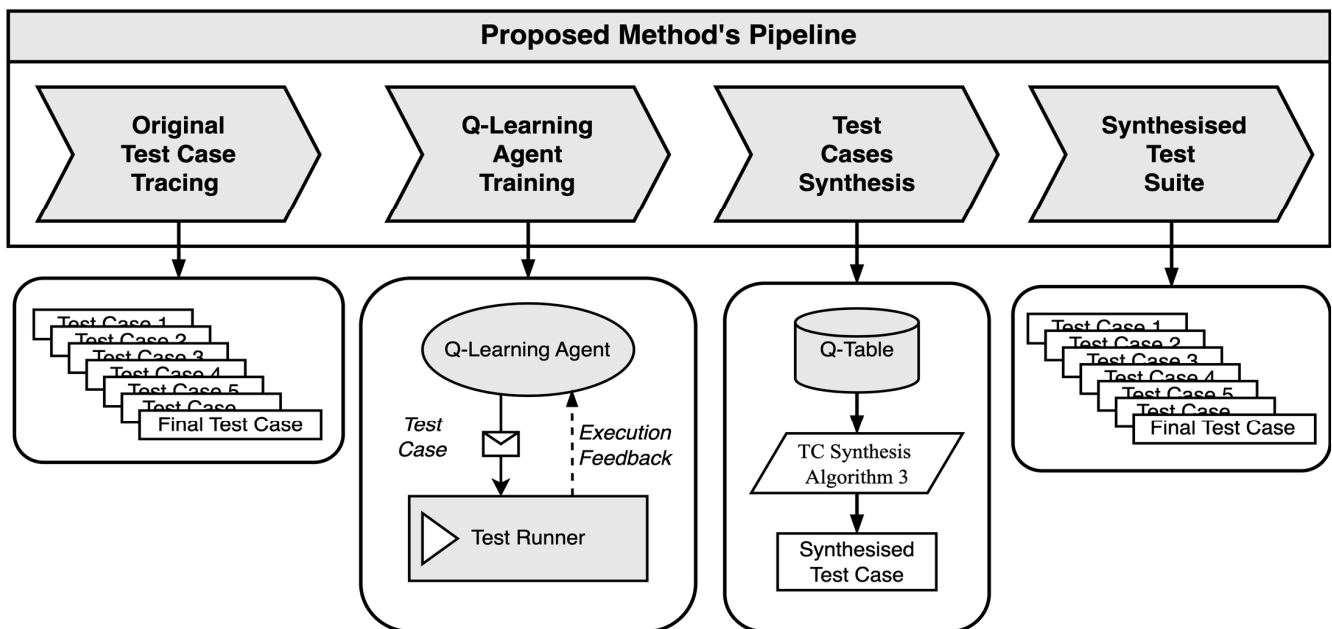 Proposed Method's Pipeline
Original
Test Case
Tracing
Q-Learning
Agent
Training
Test
Cases
Synthesis
Synthesised
Test
Suite
Test Case 1
Test Case 2
Test Case 3
Test Case 4
Test Case 5
Test Case
Final Test Case
Q-Learning Agent
Test
Case
Execution
Feedback
Test Runner
Q-Table
TC Synthesis
Algorithm 3
Synthesised
Test Case
Test Case 1
Test Case 2
Test Case 3
Test Case 4
Test Case 5
Test Case
Final Test Case